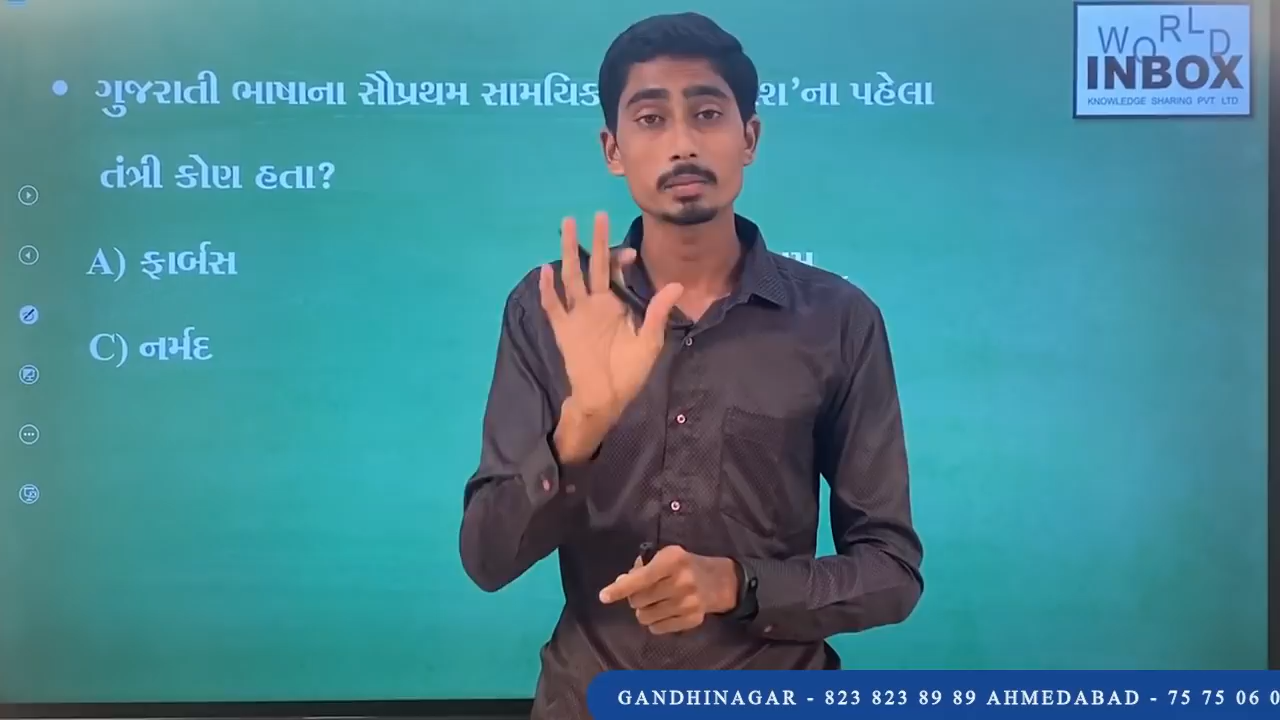 WORLD
INBOX
KNOWLEDGE SHARING PVT LTD
ગુજરાતી ભાષાના સૌપ્રથમ સામયિક શ'ના પહેલા
તંત્રી કોણ હતા?
A) ફાર્બસ
C) નર્મદ
GANDHINAGAR - 823 823 89 89 AHMEDABAD - 75 75 06 0